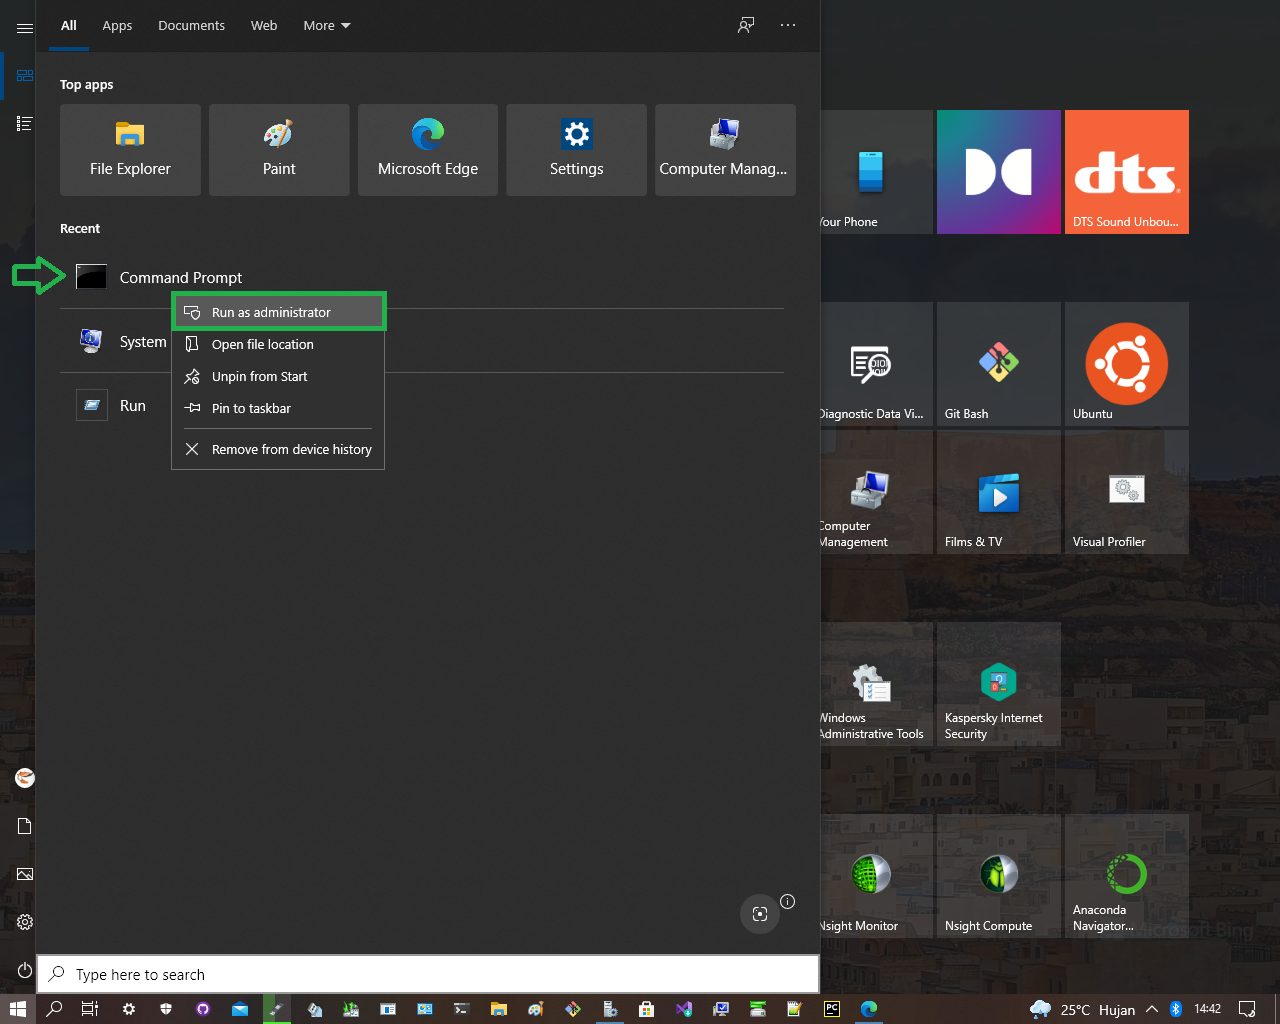 All Apps Documents Web More
Top apps
File Explorer Paint Microsoft Edge Settings Computer Manag...
Recent
Command Prompt
Run as administrator
System
Open file location
Unpin from Start
Run
Pin to taskbar
Remove from device history
Type here to search
Your Phone
dts
DTS Sound Unbou...
Diagnostic Data Vi...
Git Bash
Ubuntu
Computer
Management
Films & TV
Visual Profiler
Windows
Administrative Tools
Kaspersky Internet
Security
Nsight Monitor
Nsight Compute
Anaconda
Navigator...
Microsoft Bing
PC
25°C Hujan 14:42